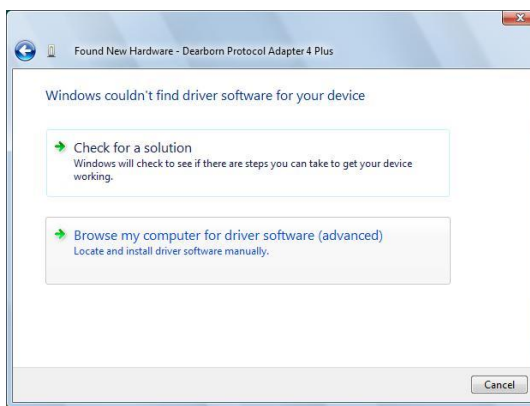 Found New Hardware - Dearborn Protocol Adapter 4 Plus
Windows couldn't find driver software for your device
Check for a solution
Windows will check to see if there are steps you can take to get your device
working.
Browse my computer for driver software (advanced)
Locate and install driver software manually.
Cancel